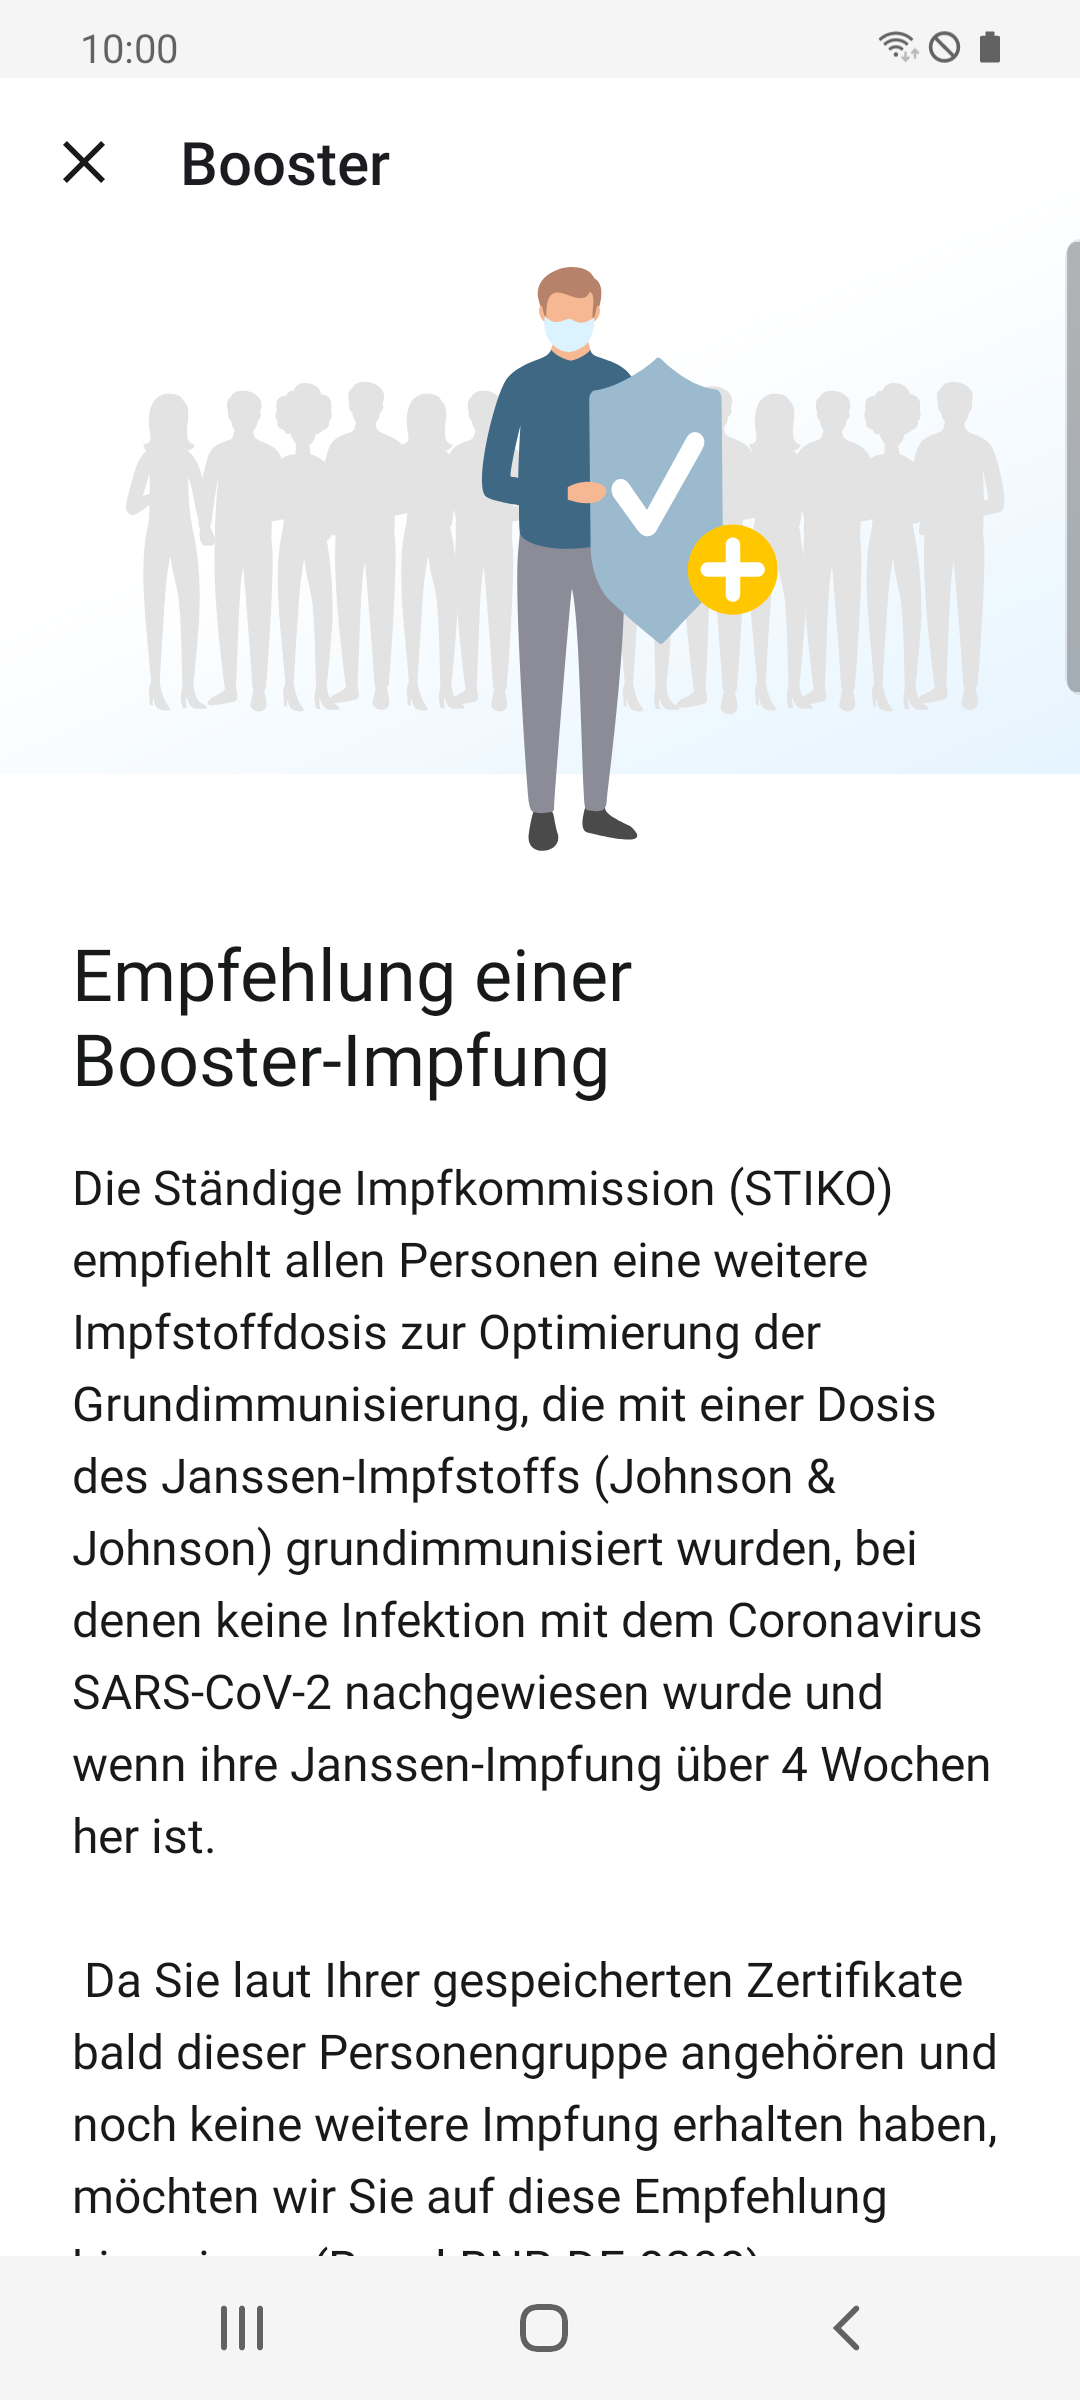 10:00
Booster
Empfehlung einer
Booster-Impfung
Die Ständige Impfkommission (STIKO)
empfiehlt allen Personen eine weitere
Impfstoffdosis zur Optimierung der
Grundimmunisierung, die mit einer Dosis
des Janssen-Impfstoffs (Johnson &
Johnson) grundimmunisiert wurden, bei
denen keine Infektion mit dem Coronavirus
SARS-CoV-2 nachgewiesen wurde und
wenn ihre Janssen-Impfung über 4 Wochen
her ist.
Da Sie laut Ihrer gespeicherten Zertifikate
bald dieser Personengruppe angehören und
noch keine weitere Impfung erhalten haben,
möchten wir Sie auf diese Empfehlung